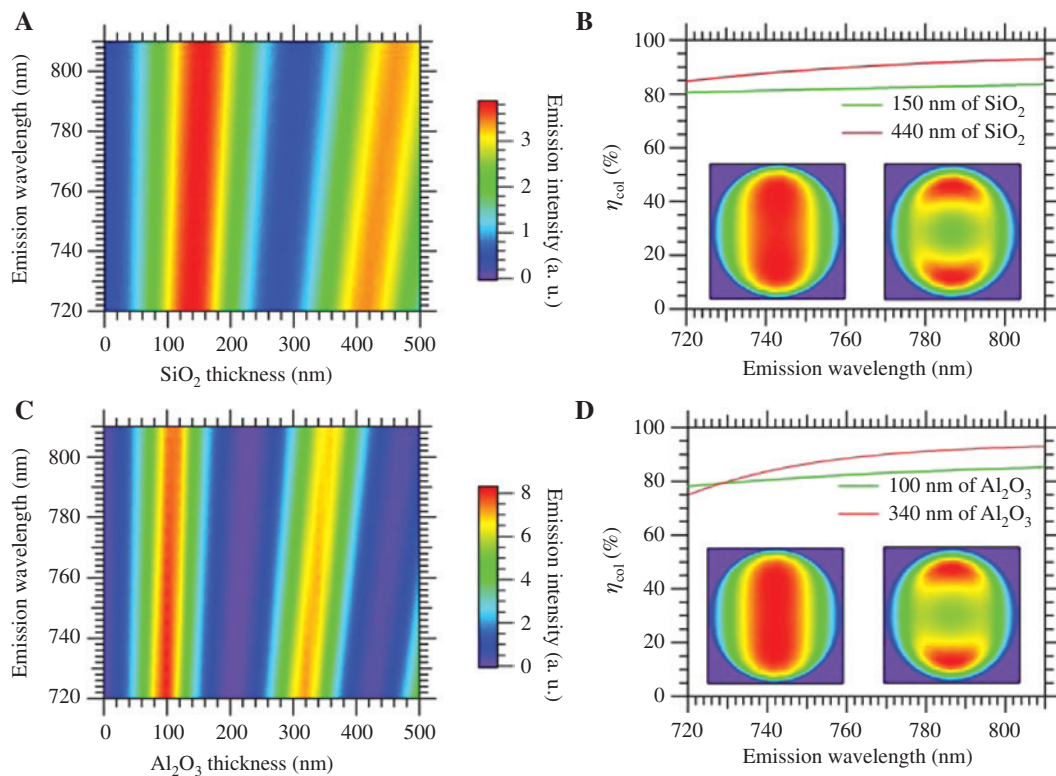 A
Emission wavelength (nm)
800
780
760
740
720
0 100 200 300 400 500
SiO₂ thickness (nm)
3
2
1
0
Emission intensity (a. u.)
B
η_col (%)
100
80
60
40
20
0
150 nm of SiO₂
440 nm of SiO₂
720 740 760 780 800
Emission wavelength (nm)
C
Emission wavelength (nm)
800
780
760
740
720
0 100 200 300 400 500
Al₂O₃ thickness (nm)
8
6
4
2
0
Emission intensity (a. u.)
D
η_col (%)
100
80
60
40
20
0
100 nm of Al₂O₃
340 nm of Al₂O₃
720 740 760 780 800
Emission wavelength (nm)